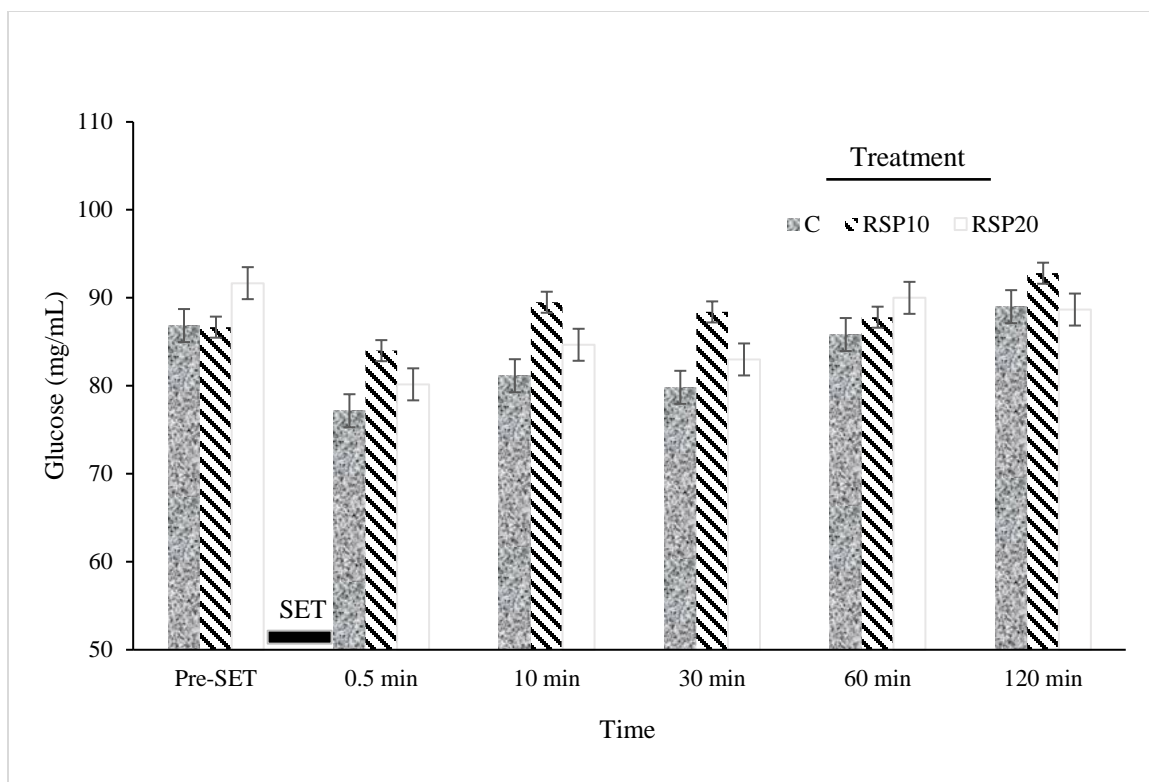 110
Treatment
100
C RSP10 RSP20
90
80
Glucose (mg/mL)
70
60
SET
50
Pre-SET 0.5 min 10 min 30 min 60 min 120 min
Time